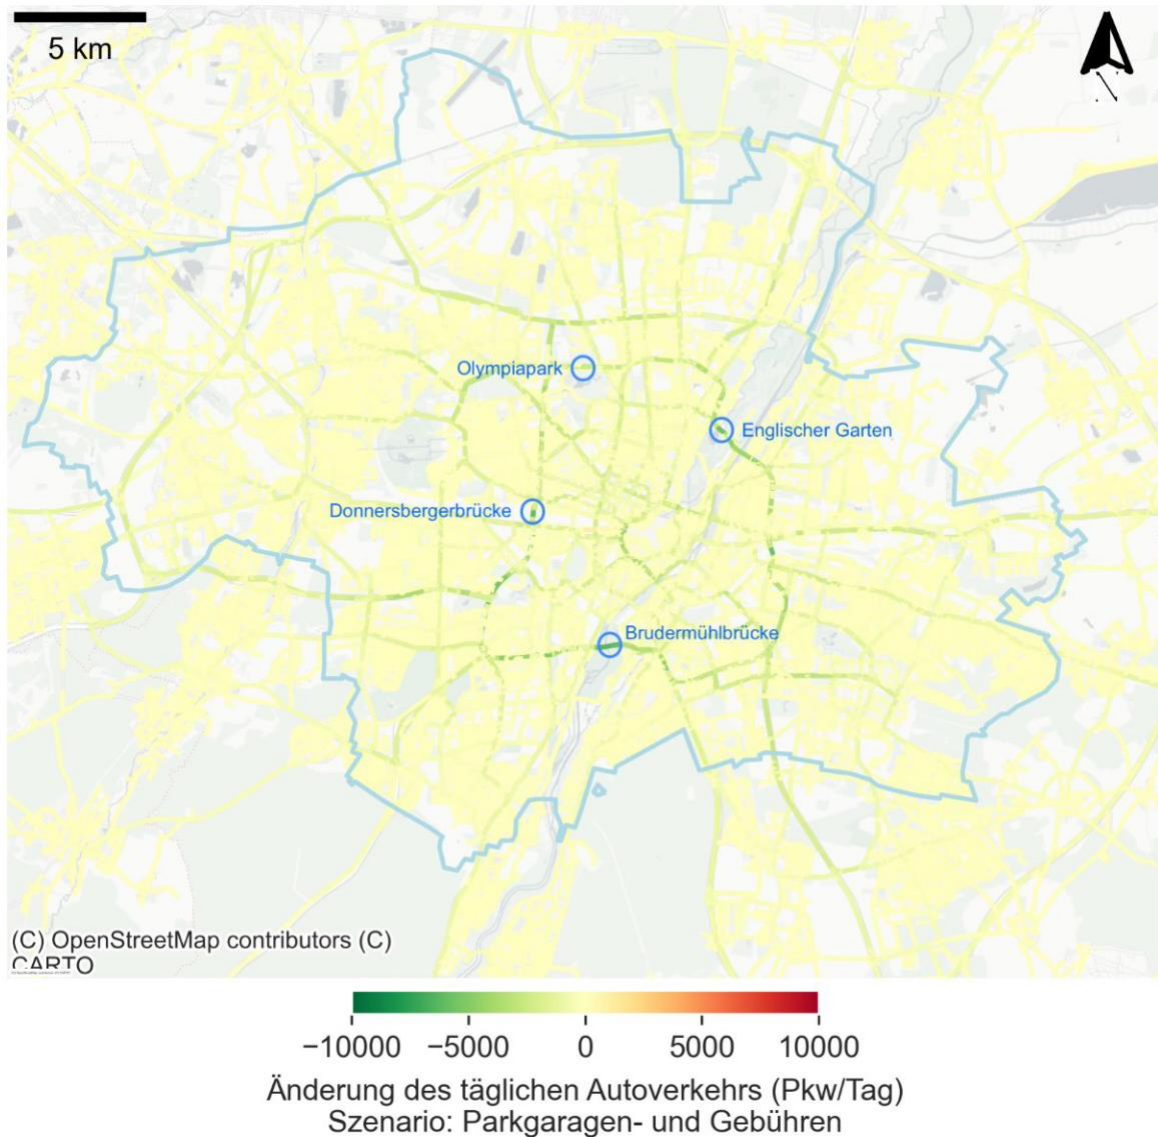 5 km
Olympiapark
Englischer Garten
Donnersbergerbrücke
Brudermühlbrücke
(C) OpenStreetMap contributors (C)
CARTO
−10000 −5000 0 5000 10000
Änderung des täglichen Autoverkehrs (Pkw/Tag)
Szenario: Parkgaragen- und Gebühren